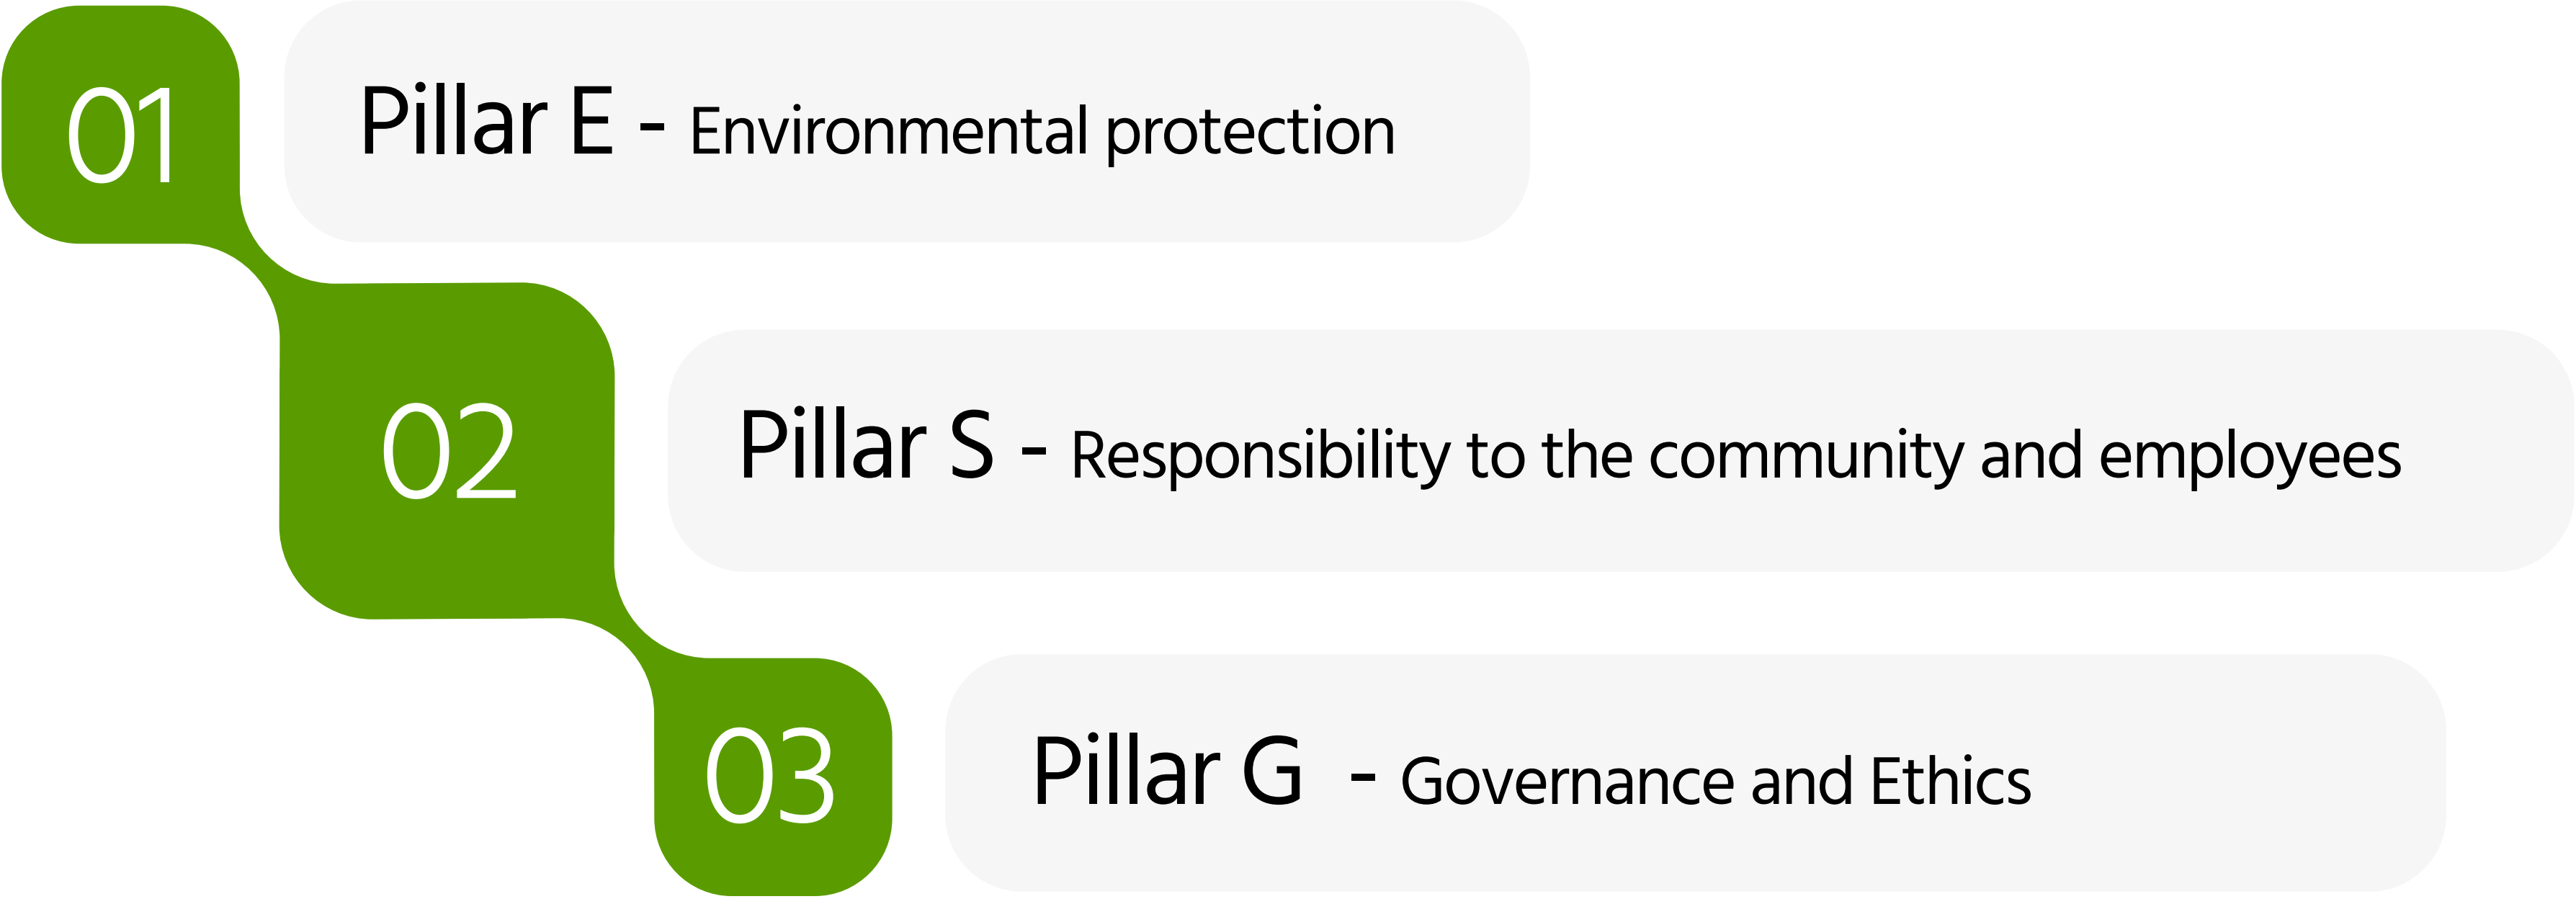 01
Pillar E - Environmental protection
02
Pillar S - Responsibility to the community and employees
03
Pillar G - Governance and Ethics